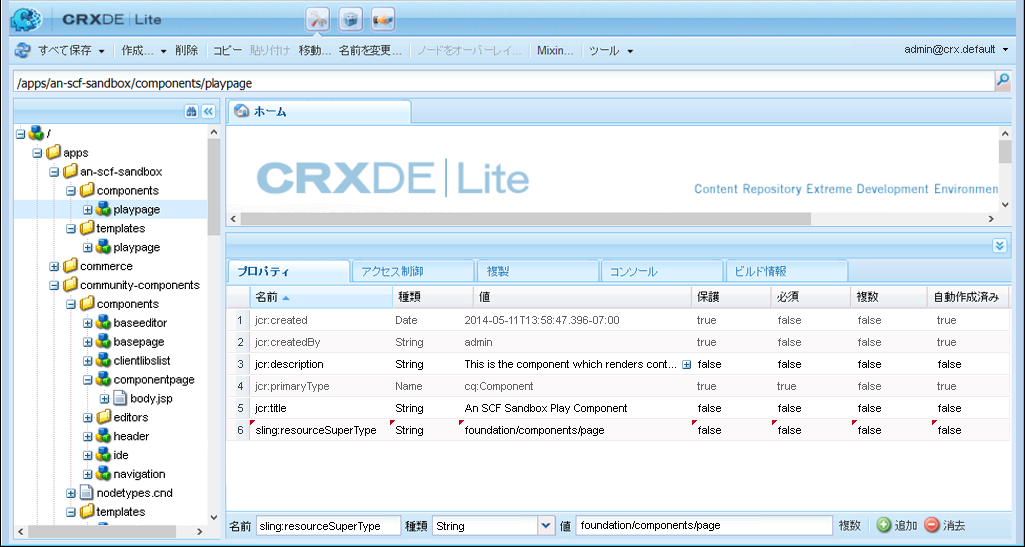 CRXDE | Lite
すべて保存 作成... 削除 コピー 貼り付け 移動... 名前を変更... ノードをオーバーレイ... Mixin... ツール admin@crx.default
/apps/an-scf-sandbox/components/playpage
/
apps
an-scf-sandbox
components
playpage
templates
playpage
commerce
community-components
components
baseeditor
basepage
clientlibslist
componentpage
body.jsp
editors
header
ide
navigation
nodetypes.cnd
templates
ホーム
CRXDE | Lite
Content Repository Extreme Development Environmen
プロパティ アクセス制御 複製 コンソール ビルド情報
名前 種類 値 保護 必須 複数 自動作成済み
1 jcr:created Date 2014-05-11T13:58:47.396-07:00 true false false true
2 jcr:createdBy String admin true false false true
3 jcr:description String This is the component which renders cont... false false false false
4 jcr:primaryType Name cq:Component true true false true
5 jcr:title String An SCF Sandbox Play Component false false false false
6 sling:resourceSuperType String foundation/components/page false false false false
名前 sling:resourceSuperType 種類 String 値 foundation/components/page 複数 追加 消去